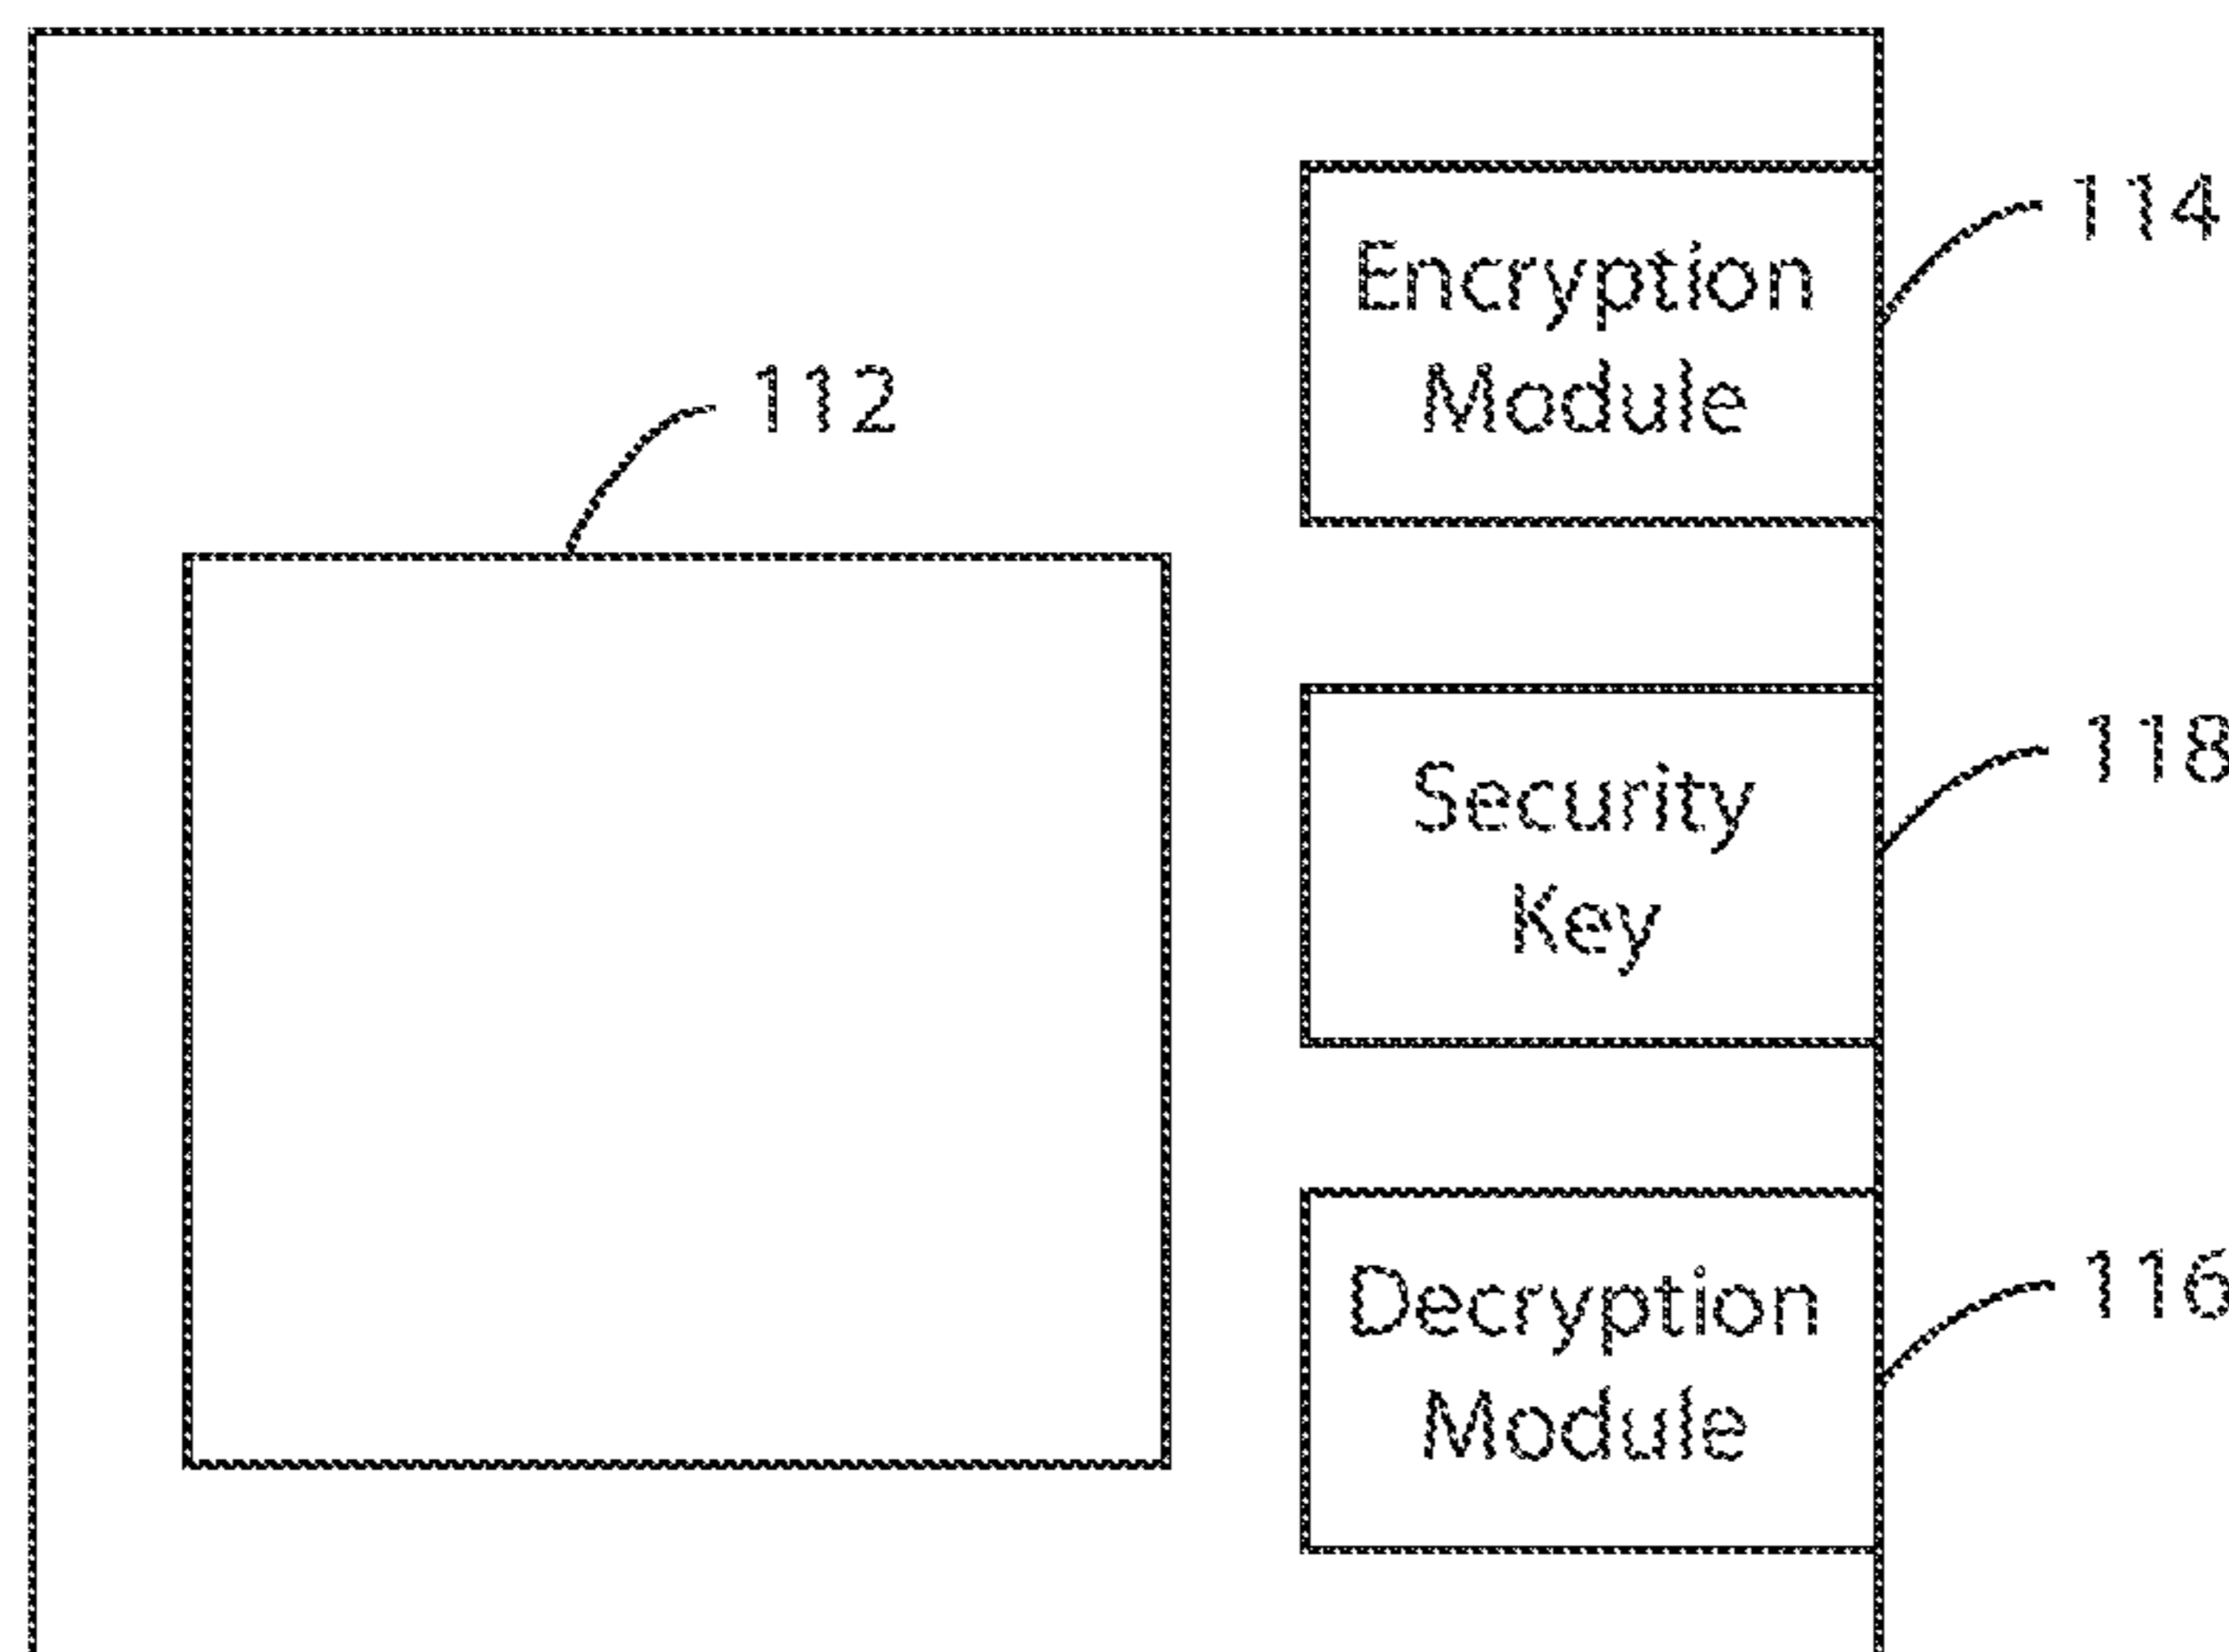 114
Encryption
Module
112
118
Security
Key
116
Decryption
Module